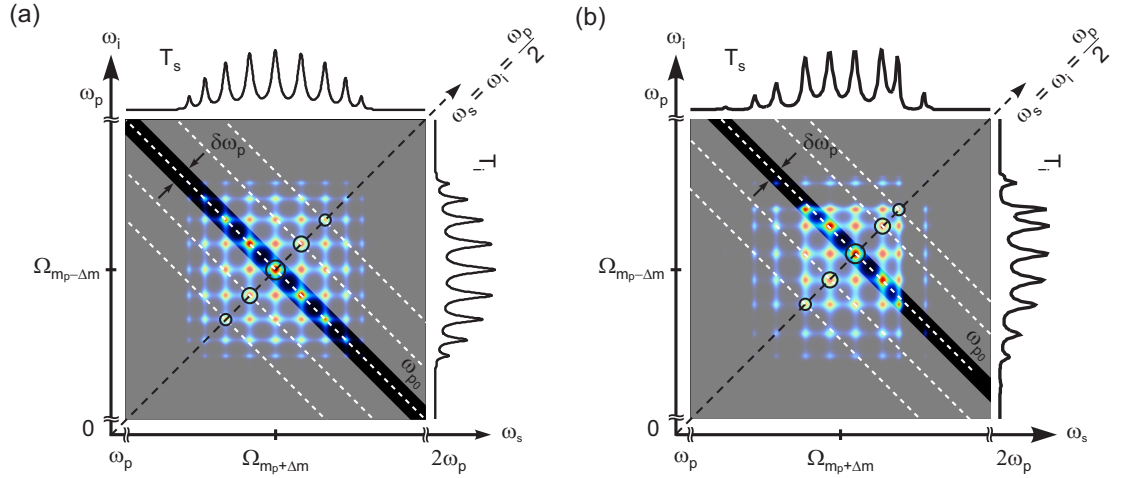 (a)
ω_i
T_s
ω_p
ω_s = ω_i = ω_p/2
T_i
δω_p
Ω_{m_p−Δm}
ω_{p_0}
0
ω_s
ω_p
Ω_{m_p+Δm}
2ω_p
(b)
ω_i
T_s
ω_p
ω_s = ω_i = ω_p/2
T_i
δω_p
Ω_{m_p−Δm}
ω_{p_0}
0
ω_s
ω_p
Ω_{m_p+Δm}
2ω_p